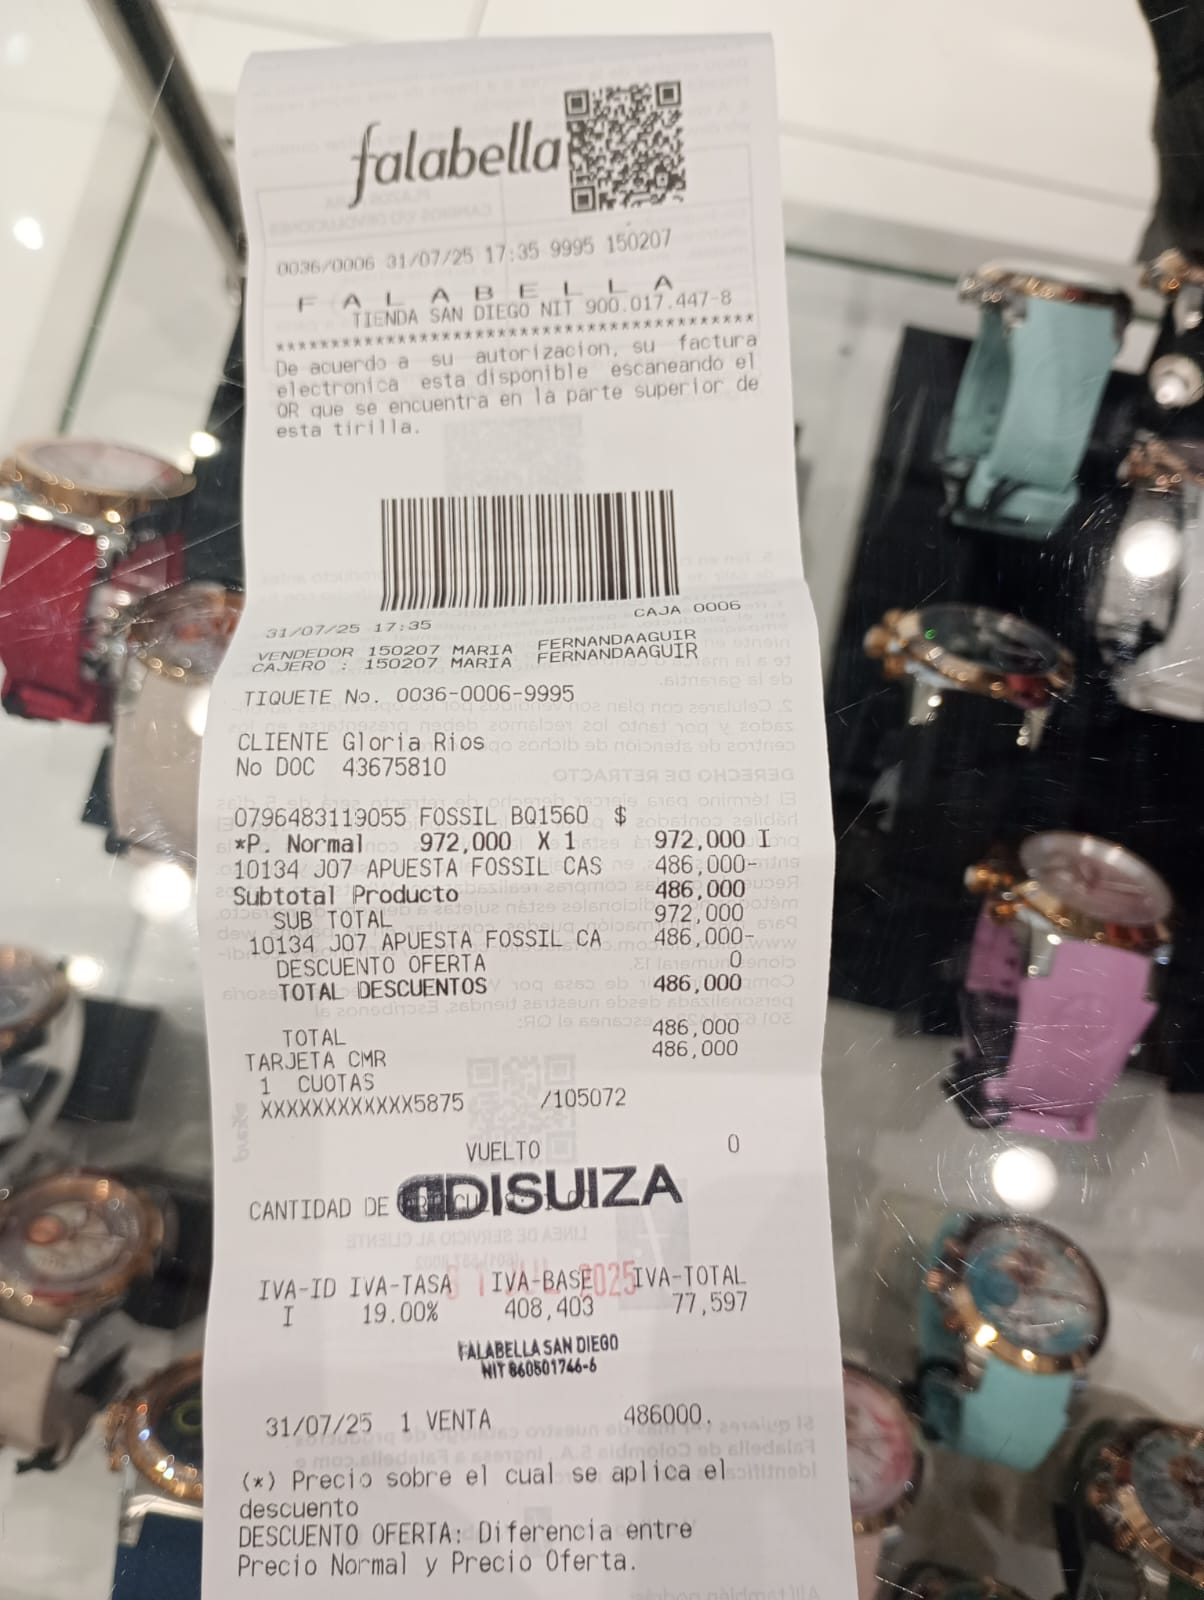 falabella
0036/0006 31/07/25 17:35 9995 150207
F A L A B E L L A
TIENDA SAN DIEGO NIT 900.017.447-8
****************************************
De acuerdo a su autorizacion, su factura
electronica esta disponible escaneando el
QR que se encuentra en la parte superior de
esta tirilla.
CAJA 0006
31/07/25 17:35
VENDEDOR 150207 MARIA FERNANDAAGUIR
CAJERO : 150207 MARIA FERNANDAAGUIR
TIQUETE No. 0036-0006-9995
CLIENTE Gloria Rios
No DOC 43675810
0796483119055 FOSSIL BQ1560 $
*P. Normal 972,000 X 1 972,000 I
10134 J07 APUESTA FOSSIL CAS 486,000-
Subtotal Producto 486,000
SUB TOTAL 972,000
10134 J07 APUESTA FOSSIL CA 486,000-
DESCUENTO OFERTA 0
TOTAL DESCUENTOS 486,000
TOTAL 486,000
TARJETA CMR 486,000
1 CUOTAS
XXXXXXXXXXXX5875 /105072
VUELTO 0
CANTIDAD DE DISUIZA
IVA-ID IVA-TASA IVA-BASE IVA-TOTAL
JUL 2025
I 19.00% 408,403 77,597
FALABELLA SAN DIEGO
NIT 860501746-6
31/07/25 1 VENTA 486000.
(*) Precio sobre el cual se aplica el
descuento
DESCUENTO OFERTA: Diferencia entre
Precio Normal y Precio Oferta.